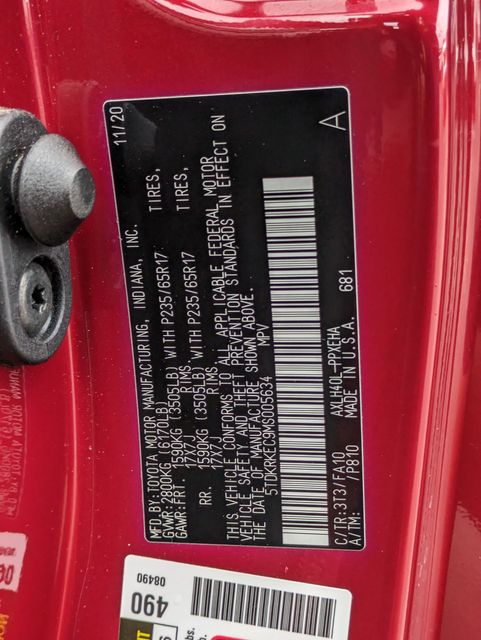 MFD.BY:TOYOTA MOTOR MANUFACTURING, INDIANA, INC. 11/20
GVWR:2800KG (6170LB)
GAWR:FRT. 1590KG (3505LB) WITH P235/65R17 TIRES,
17X7J RIMS
RR. 1590KG (3505LB) WITH P235/65R17 TIRES,
17X7J RIMS
THIS VEHICLE CONFORMS TO ALL APPLICABLE FEDERAL MOTOR
VEHICLE SAFETY AND THEFT PREVENTION STANDARDS IN EFFECT ON
THE DATE OF MANUFACTURE SHOWN ABOVE.
5TDKRKEC9MS005634 MPV
A
C/TR:3T3/FA10 AXLH40L-PPXEHA
A/TM: /P810 MADE IN U.S.A. 681
490
08490